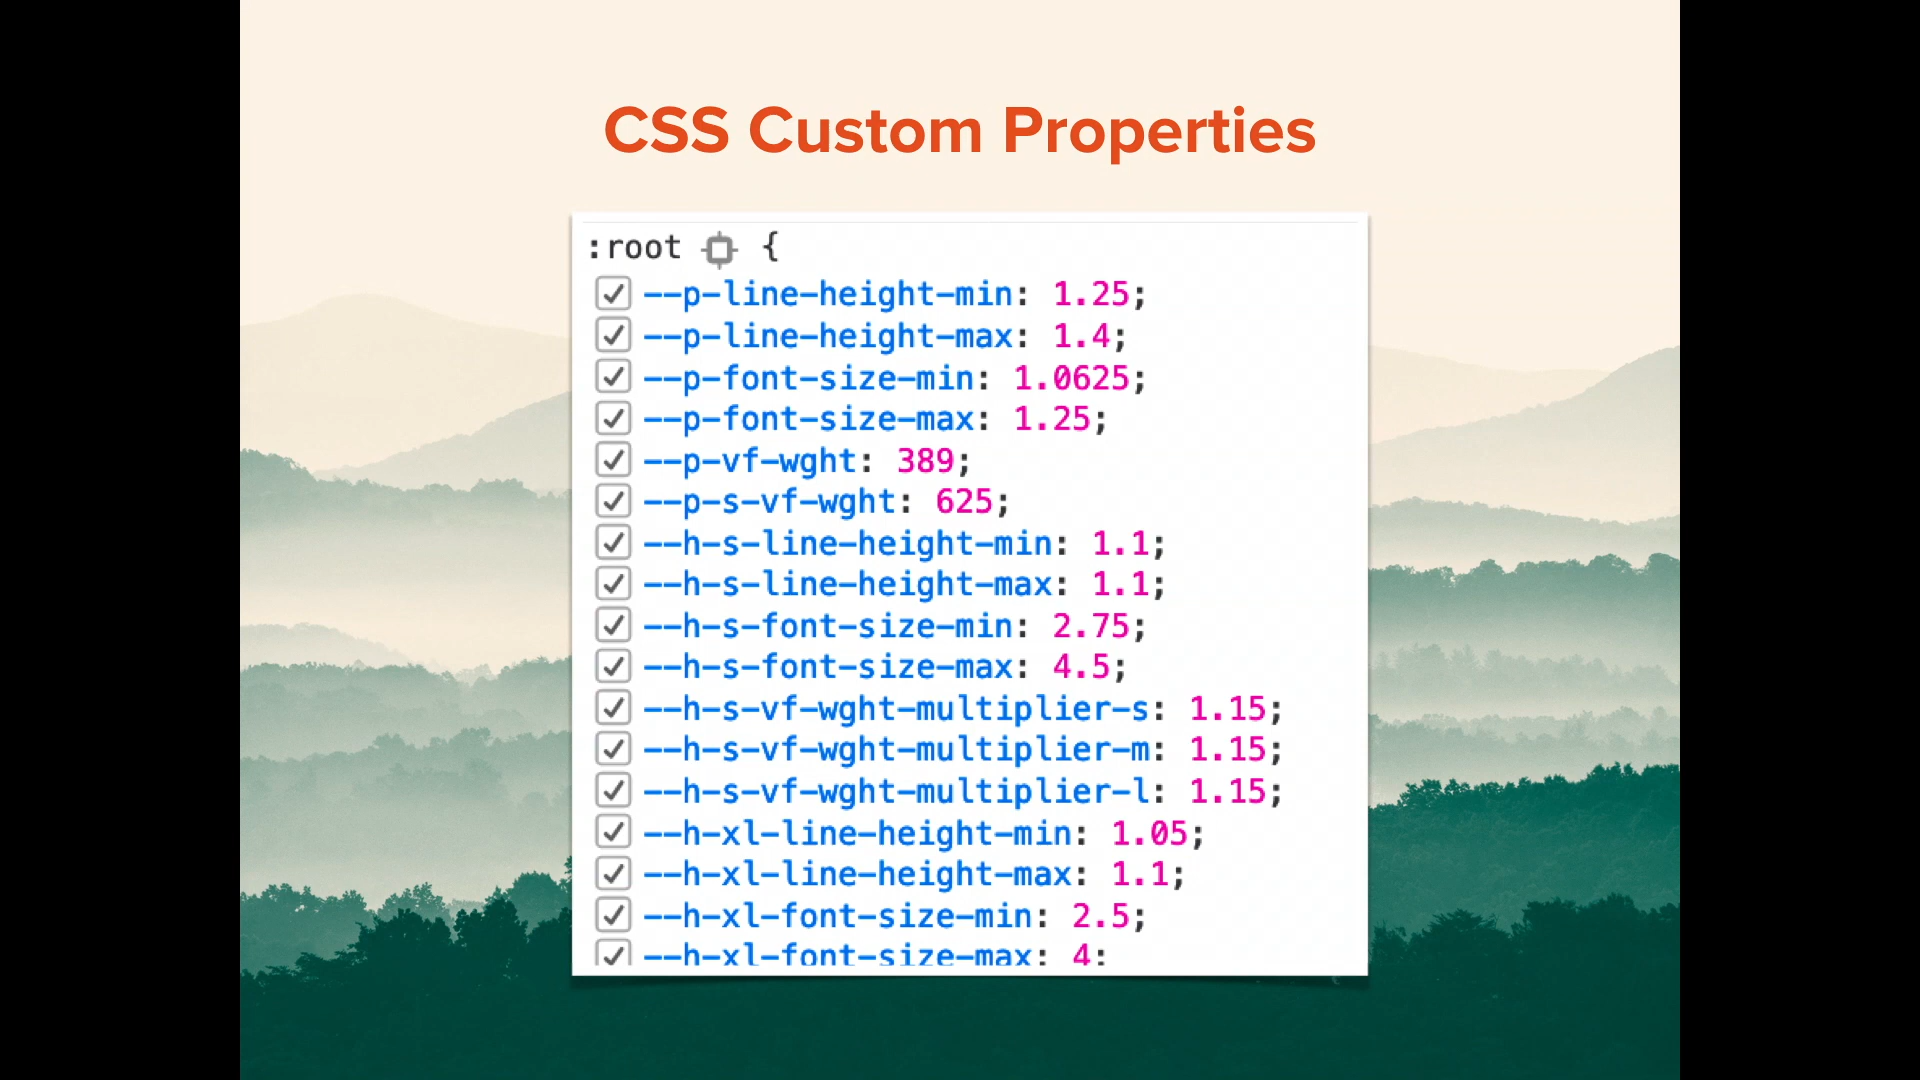 CSS Custom Properties
:root {
--p-line-height-min: 1.25;
--p-line-height-max: 1.4;
--p-font-size-min: 1.0625;
--p-font-size-max: 1.25;
--p-vf-wght: 389;
--p-s-vf-wght: 625;
--h-s-line-height-min: 1.1;
--h-s-line-height-max: 1.1;
--h-s-font-size-min: 2.75;
--h-s-font-size-max: 4.5;
--h-s-vf-wght-multiplier-s: 1.15;
--h-s-vf-wght-multiplier-m: 1.15;
--h-s-vf-wght-multiplier-l: 1.15;
--h-xl-line-height-min: 1.05;
--h-xl-line-height-max: 1.1;
--h-xl-font-size-min: 2.5;
--h-xl-font-size-max: 4;